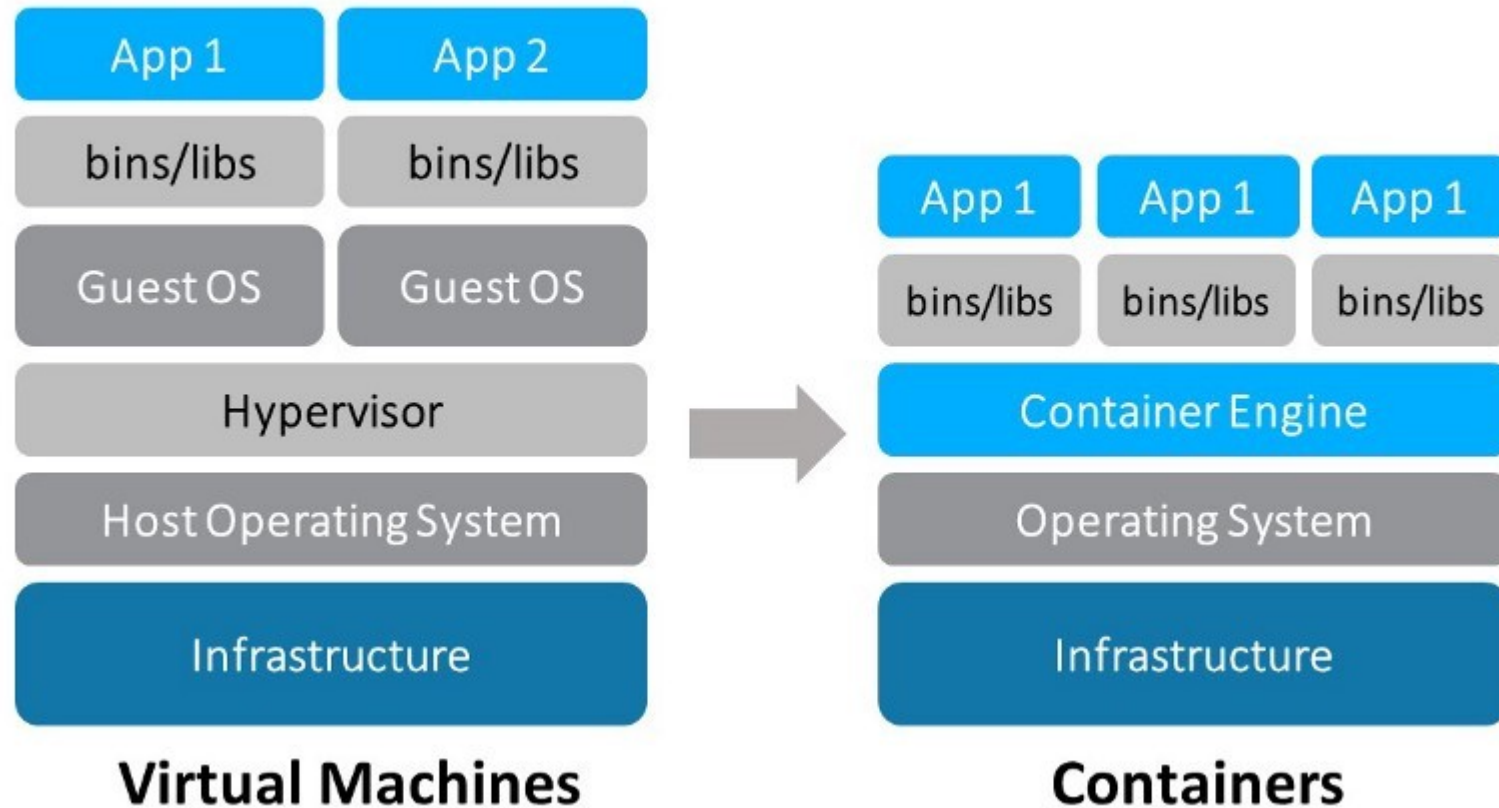 App 1
App 2
bins/libs
bins/libs
Guest OS
Guest OS
Hypervisor
Host Operating System
Infrastructure
Virtual Machines
App 1
App 1
App 1
bins/libs
bins/libs
bins/libs
Container Engine
Operating System
Infrastructure
Containers